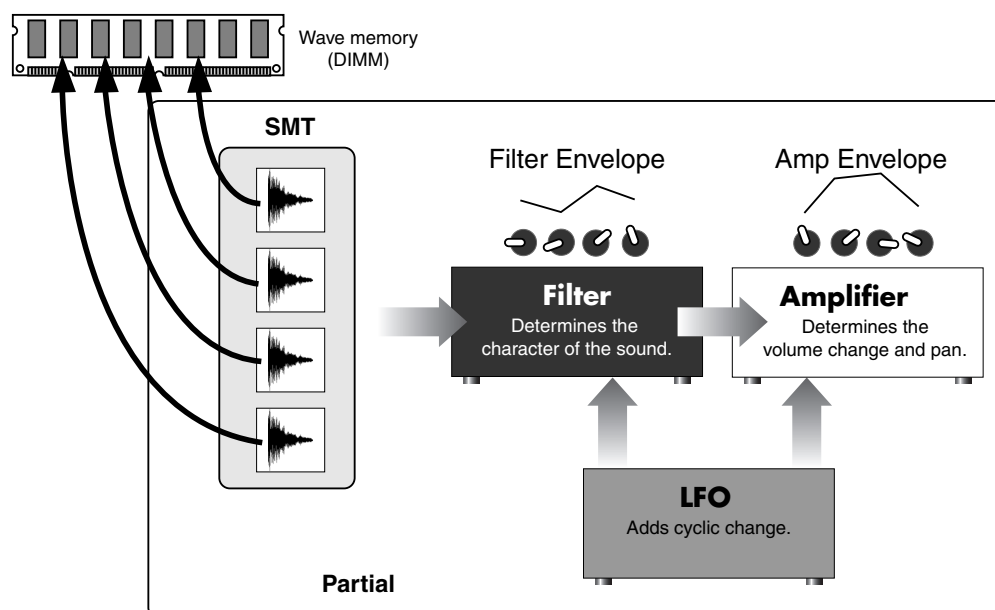 Wave memory
(DIMM)
SMT
Filter Envelope
Amp Envelope
Filter
Determines the
character of the sound.
Amplifier
Determines the
volume change and pan.
LFO
Adds cyclic change.
Partial